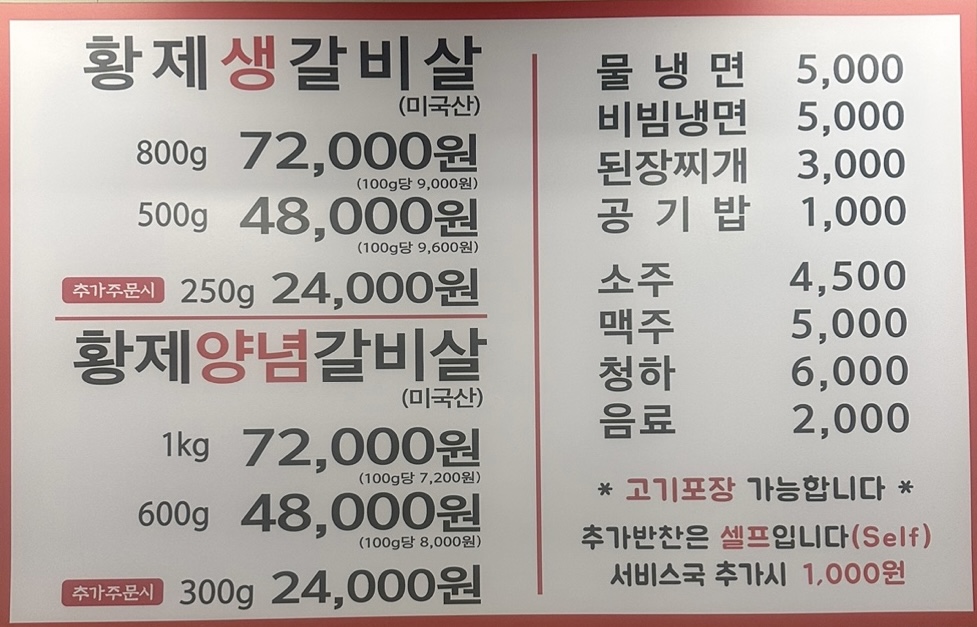 황제생갈비살
(미국산)
800g 72,000원
(100g당 9,000원)
500g 48,000원
(100g당 9,600원)
추가주문시 250g 24,000원
황제양념갈비살
(미국산)
1kg 72,000원
(100g당 7,200원)
600g 48,000원
(100g당 8,000원)
추가주문시 300g 24,000원
물냉면 5,000
비빔냉면 5,000
된장찌개 3,000
공기밥 1,000
소주 4,500
맥주 5,000
청하 6,000
음료 2,000
* 고기포장 가능합니다 *
추가반찬은 셀프입니다(Self)
서비스국 추가시 1,000원